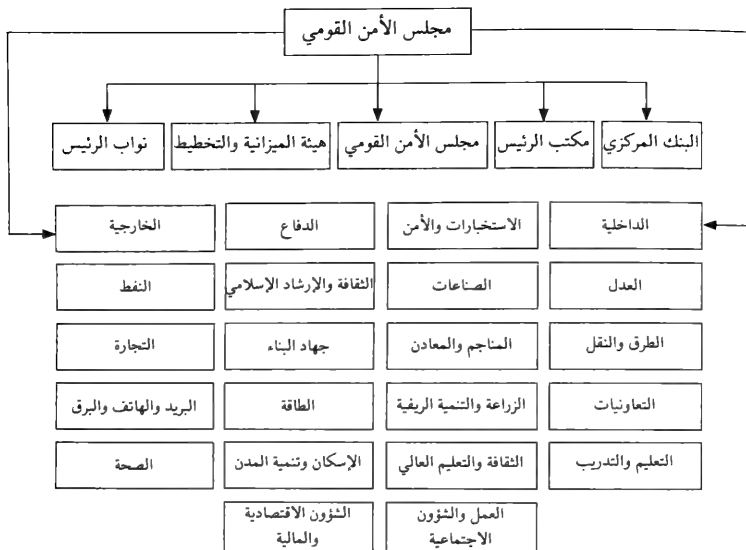 مجلس الأمن القومي
البنك المركزي
مكتب الرئيس
مجلس الأمن القومي
هيئة الميزانية والتخطيط
نواب الرئيس
الداخلية
الاستخبارات والأمن
الدفاع
الخارجية
العدل
الصناعات
الثقافة والإرشاد الإسلامي
النفط
الطرق والنقل
المناجم والمعادن
جهاد البناء
التجارة
التعاونيات
الزراعة والتنمية الريفية
الطاقة
البريد والهاتف والبرق
التعليم والتدريب
الثقافة والتعليم العالي
الإسكان وتنمية المدن
الصحة
العمل والشؤون
الاجتماعية
الشؤون الاقتصادية
والمالية